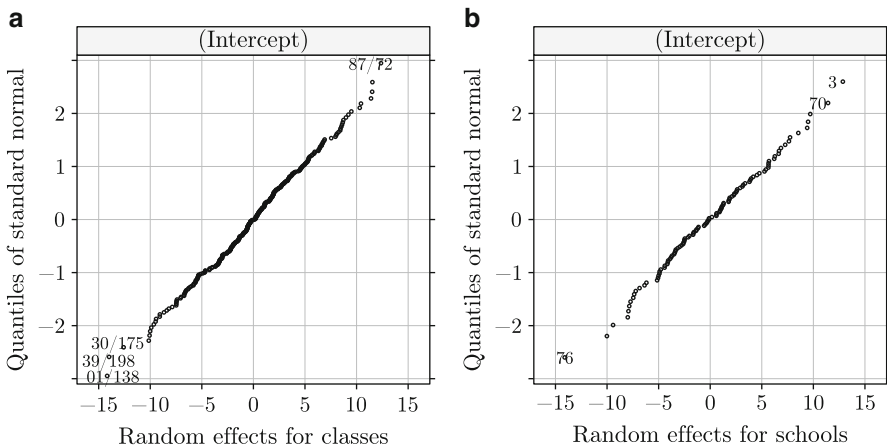 a
(Intercept)
87/72
Quantiles of standard normal
2
1
0
−1
−2
30/175
39/198
01/138
−15 −10 −5 0 5 10 15
Random effects for classes
b
(Intercept)
3
70
Quantiles of standard normal
2
1
0
−1
−2
76
−15 −10 −5 0 5 10 15
Random effects for schools